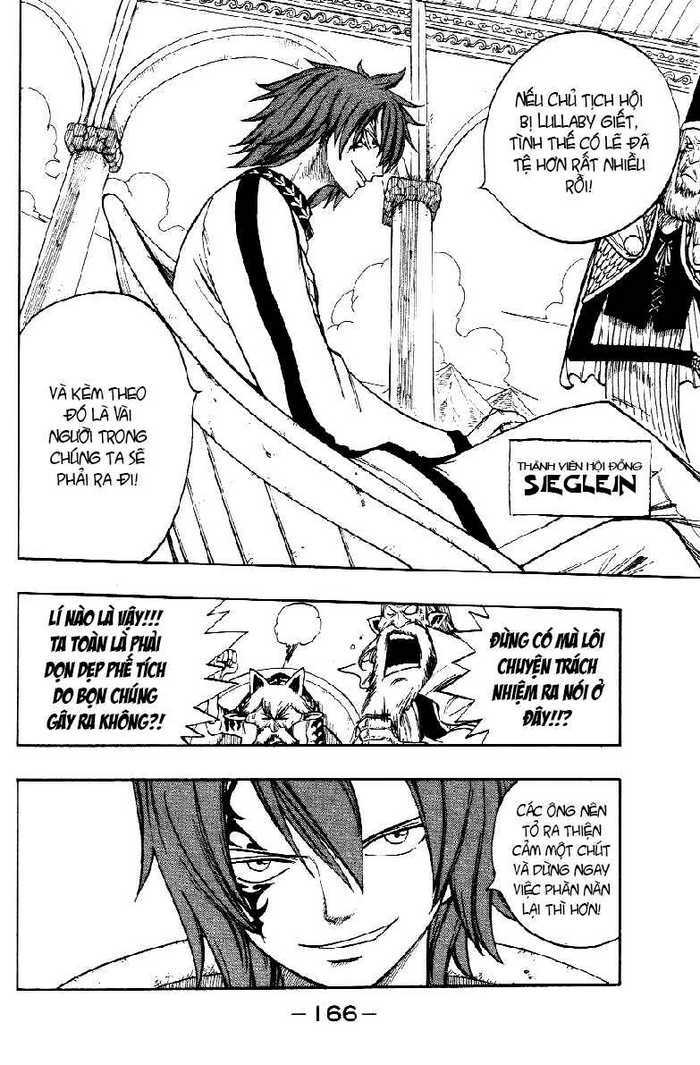 NẾU CHỦ TỊCH HỘI
BỊ LULLABY GIẾT,
TÌNH THẾ CÓ LẼ ĐÃ
TỆ HƠN RẤT NHIỀU
RỒI!
VÀ KÈM THEO
ĐÓ LÀ VÀI
NGƯỜI TRONG
CHÚNG TA SẼ
PHẢI RA ĐI!
THÀNH VIÊN HỘI ĐỒNG
SIEGLEIN
LÍ NÀO LÀ VẬY!!!
TA TOÀN LÀ PHẢI
DỌN DẸP PHẾ TÍCH
DO BỌN CHÚNG
GÂY RA KHÔNG?!
ĐỪNG CÓ MÀ LÔI
CHUYỆN TRÁCH
NHIỆM RA NÓI Ở
ĐÂY!!?
CÁC ÔNG NÊN
TỎ RA THIỆN
CẢM MỘT CHÚT
VÀ DỪNG NGAY
VIỆC PHÀN NÀN
LẠI THÌ HƠN!
- 166 -